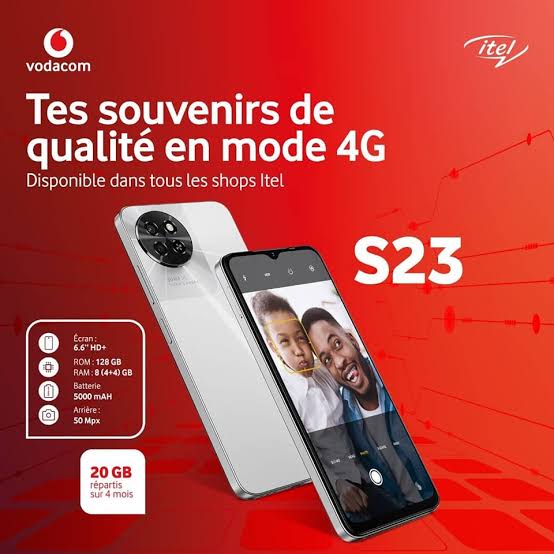 vodacom
itel
Tes souvenirs de
qualité en mode 4G
Disponible dans tous les shops Itel
S23
Écran :
6.6" HD+
ROM : 128 GB
RAM : 8 (4+4) GB
Batterie
5000 mAH
Arrière :
50 Mpx
20 GB
répartis
sur 4 mois